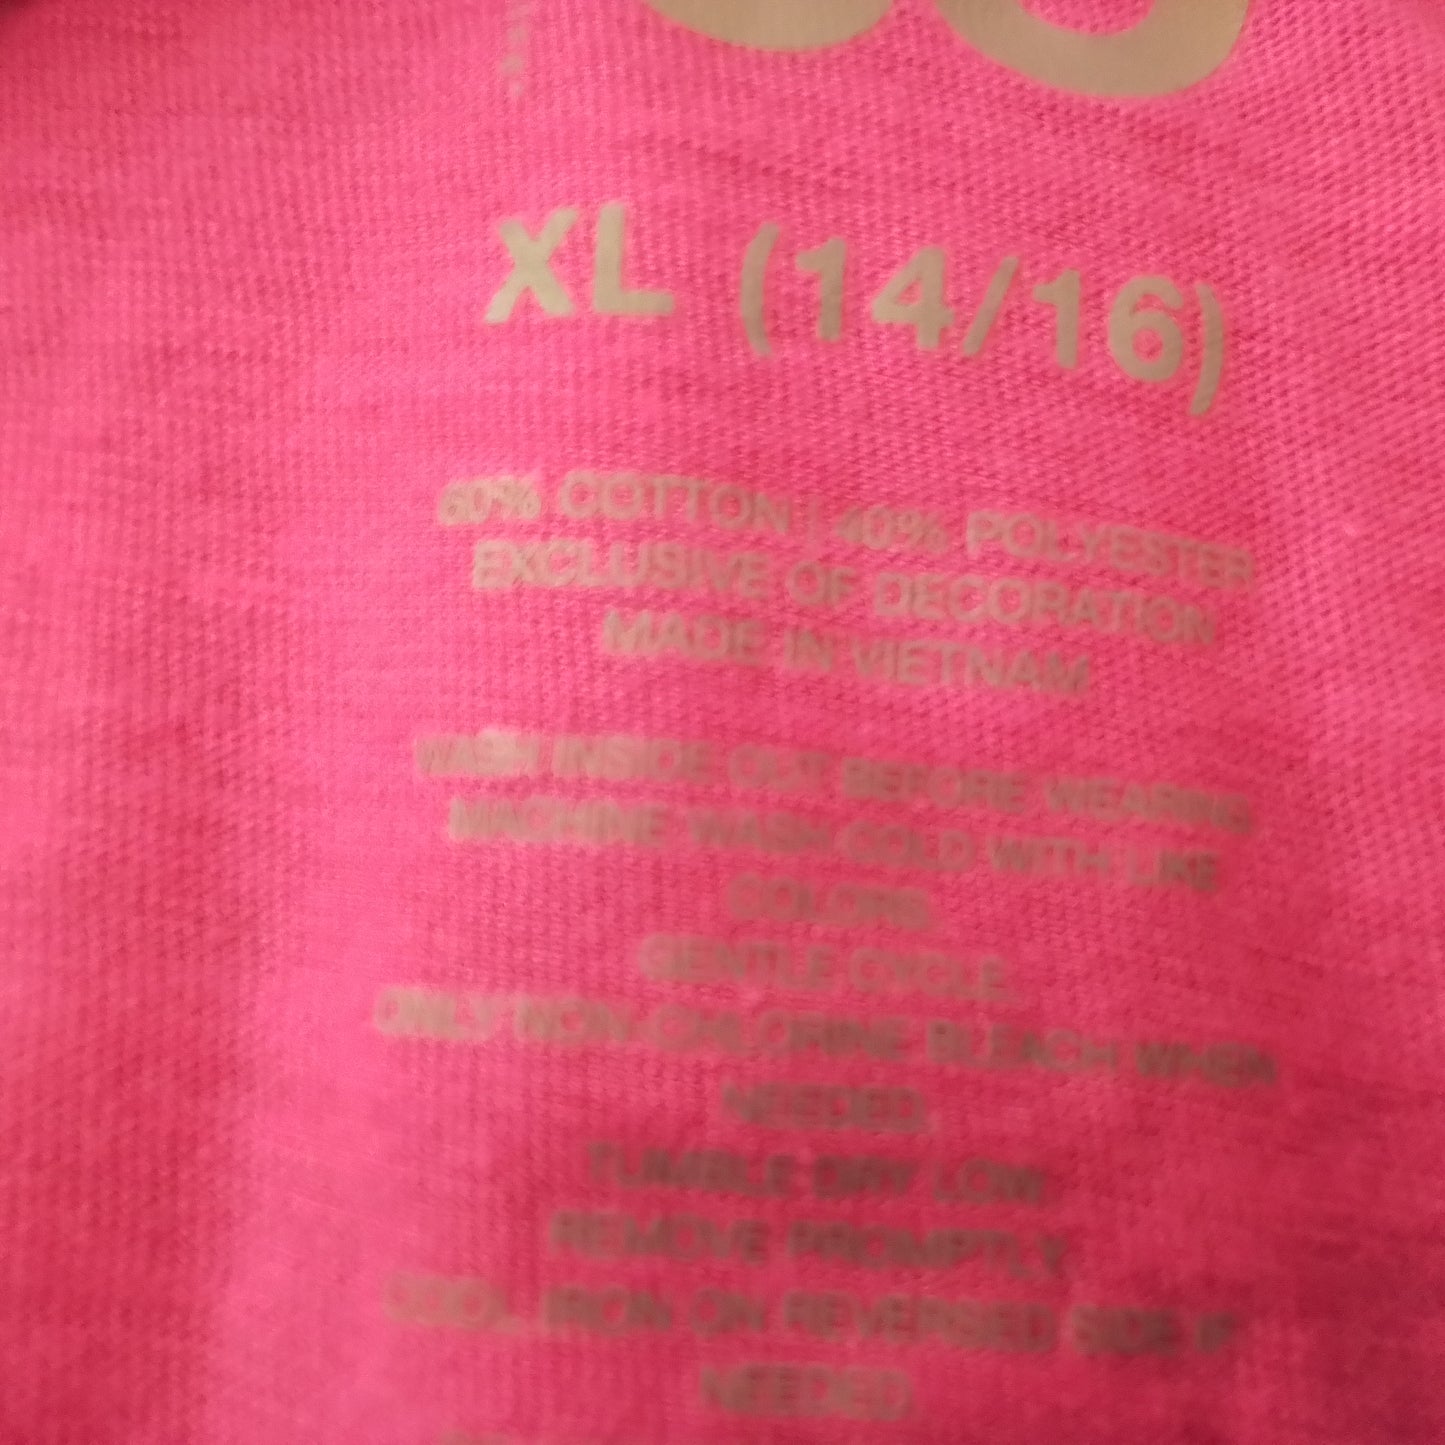 XL (14/16)
60% COTTON | 40% POLYESTER
EXCLUSIVE OF DECORATION
MADE IN VIETNAM
WASH INSIDE OUT BEFORE WEARING
MACHINE WASH COLD WITH LIKE
COLORS.
GENTLE CYCLE.
ONLY NON-CHLORINE BLEACH WHEN
NEEDED.
TUMBLE DRY LOW
REMOVE PROMPTLY
COOL IRON ON REVERSED SIDE IF
NEEDED